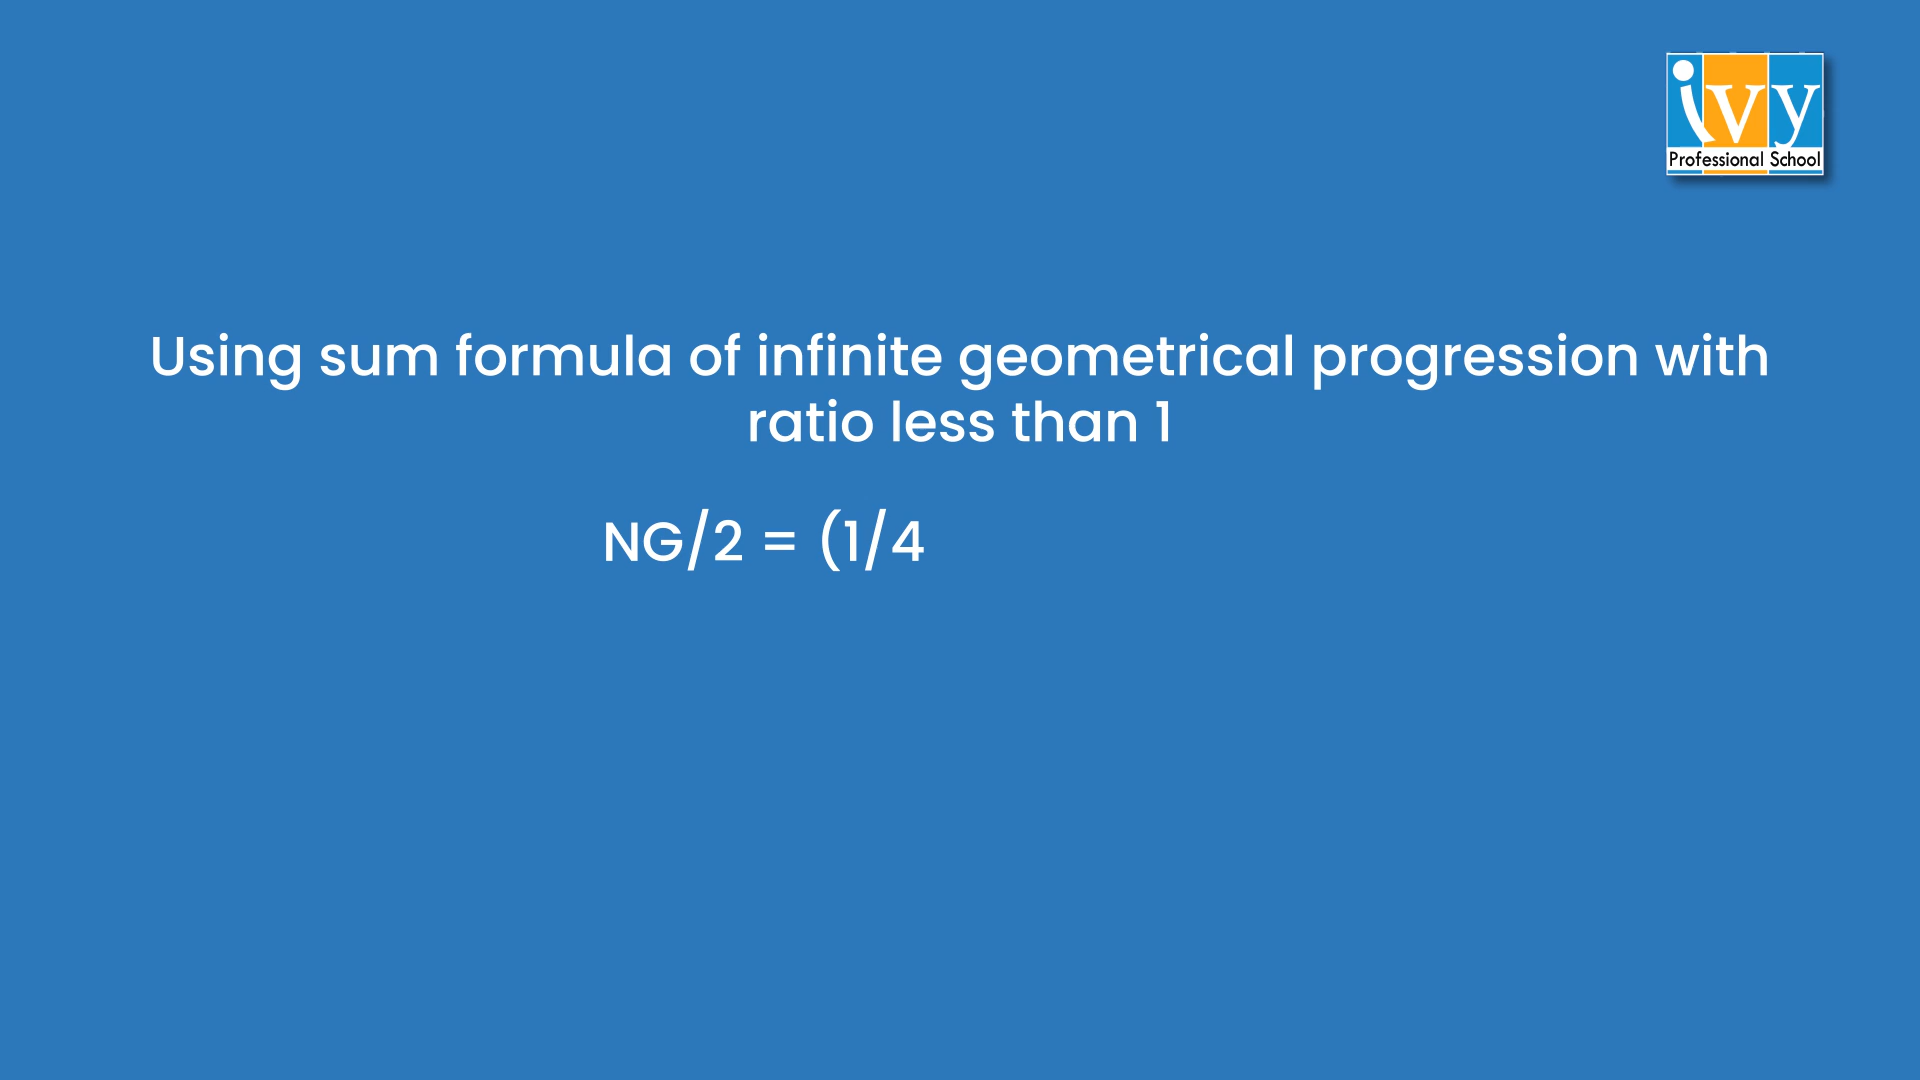 ivy
Professional School
Using sum formula of infinite geometrical progression with
ratio less than 1
NG/2 = (1/4